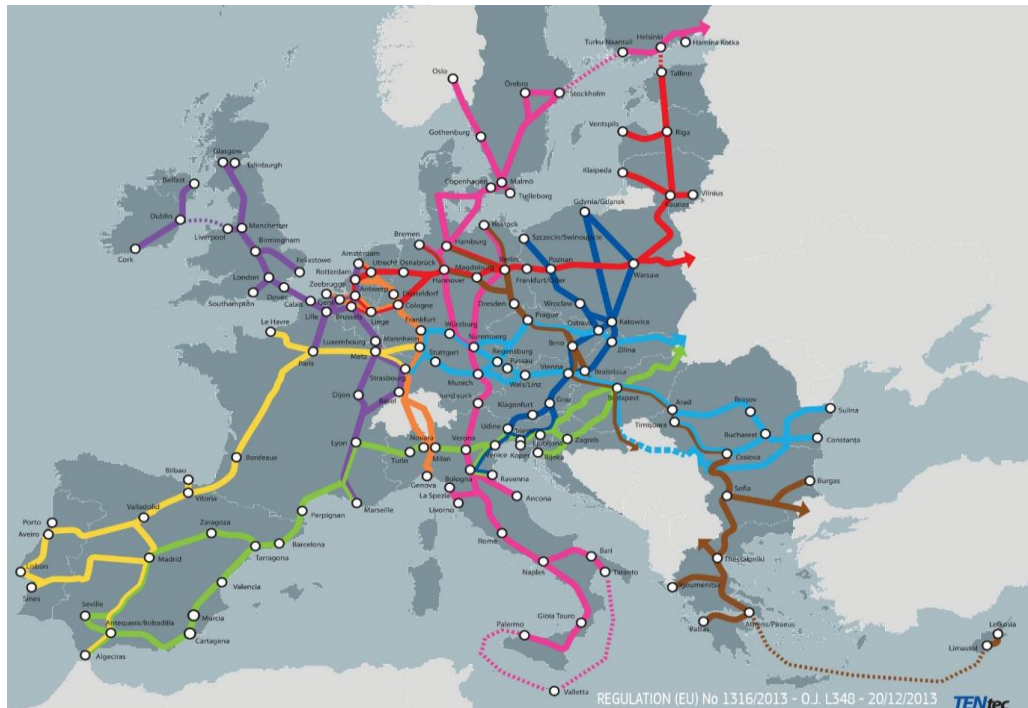 Helsinki
Turku Naantali
Hamina Kotka
Oslo
Örebro
Stockholm
Tallinn
Gothenburg
Ventspils
Riga
Glasgow
Edinburgh
Klaipeda
Belfast
Copenhagen
Malmö
Trelleborg
Vilnius
Kaunas
Gdynia/Gdansk
Dublin
Manchester
Liverpool
Rostock
Bremen
Hamburg
Szczecin/Swinoujscie
Cork
Birmingham
Felixstowe
Amsterdam
Utrecht
Osnabrück
Rotterdam
Hannover
Magdeburg
Berlin
Poznan
Frankfurt/Oder
Warsaw
London
Zeebrugge
Antwerp
Düsseldorf
Southampton
Dover
Calais
Gent
Cologne
Dresden
Wroclaw
Lille
Brussels
Liège
Le Havre
Frankfurt
Prague
Ostrava
Katowice
Luxembourg
Mannheim
Würzburg
Nuremberg
Brno
Zilina
Metz
Paris
Stuttgart
Regensburg
Passau
Strasbourg
Munich
Wels/Linz
Vienna
Bratislava
Dijon
Basel
Innsbruck
Klagenfurt
Graz
Budapest
Arad
Braşov
Sulina
Timişoara
Udine
Lyon
Novara
Verona
Ljubljana
Zagreb
Bucharest
Constanța
Turin
Milan
Venice
Koper
Rijeka
Craiova
Bordeaux
Genova
Bologna
Ravenna
Bilbao
Vitoria
La Spezia
Sofia
Burgas
Marseille
Livorno
Ancona
Valladolid
Perpignan
Porto
Aveiro
Zaragoza
Rome
Barcelona
Madrid
Tarragona
Bari
Thessaloniki
Naples
Taranto
Lisbon
Sines
Valencia
Igoumenitsa
Seville
Murcia
Gioia Tauro
Patras
Athens/Piraeus
Antequera/Bobadilla
Cartagena
Palermo
Lefkosia
Limassol
Algeciras
Valletta
REGULATION (EU) No 1316/2013 - O.J. L348 - 20/12/2013
TENtec